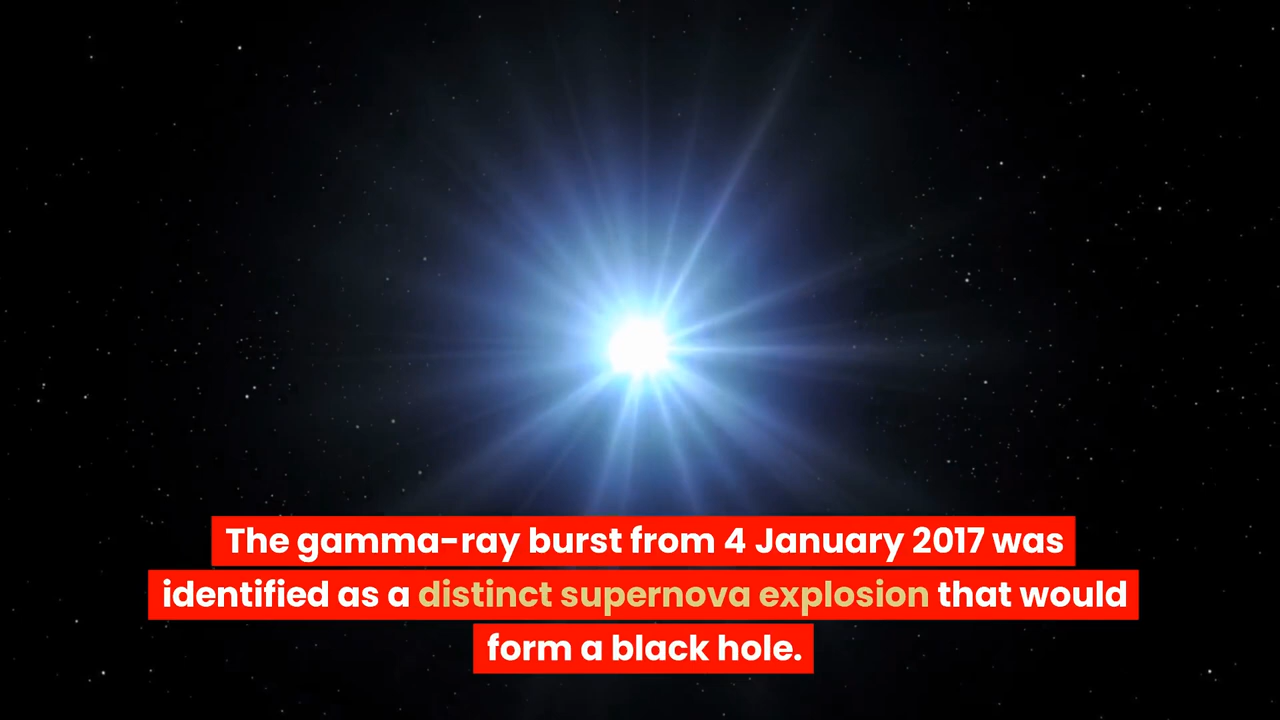 The gamma-ray burst from 4 January 2017 was
identified as a distinct supernova explosion that would
form a black hole.